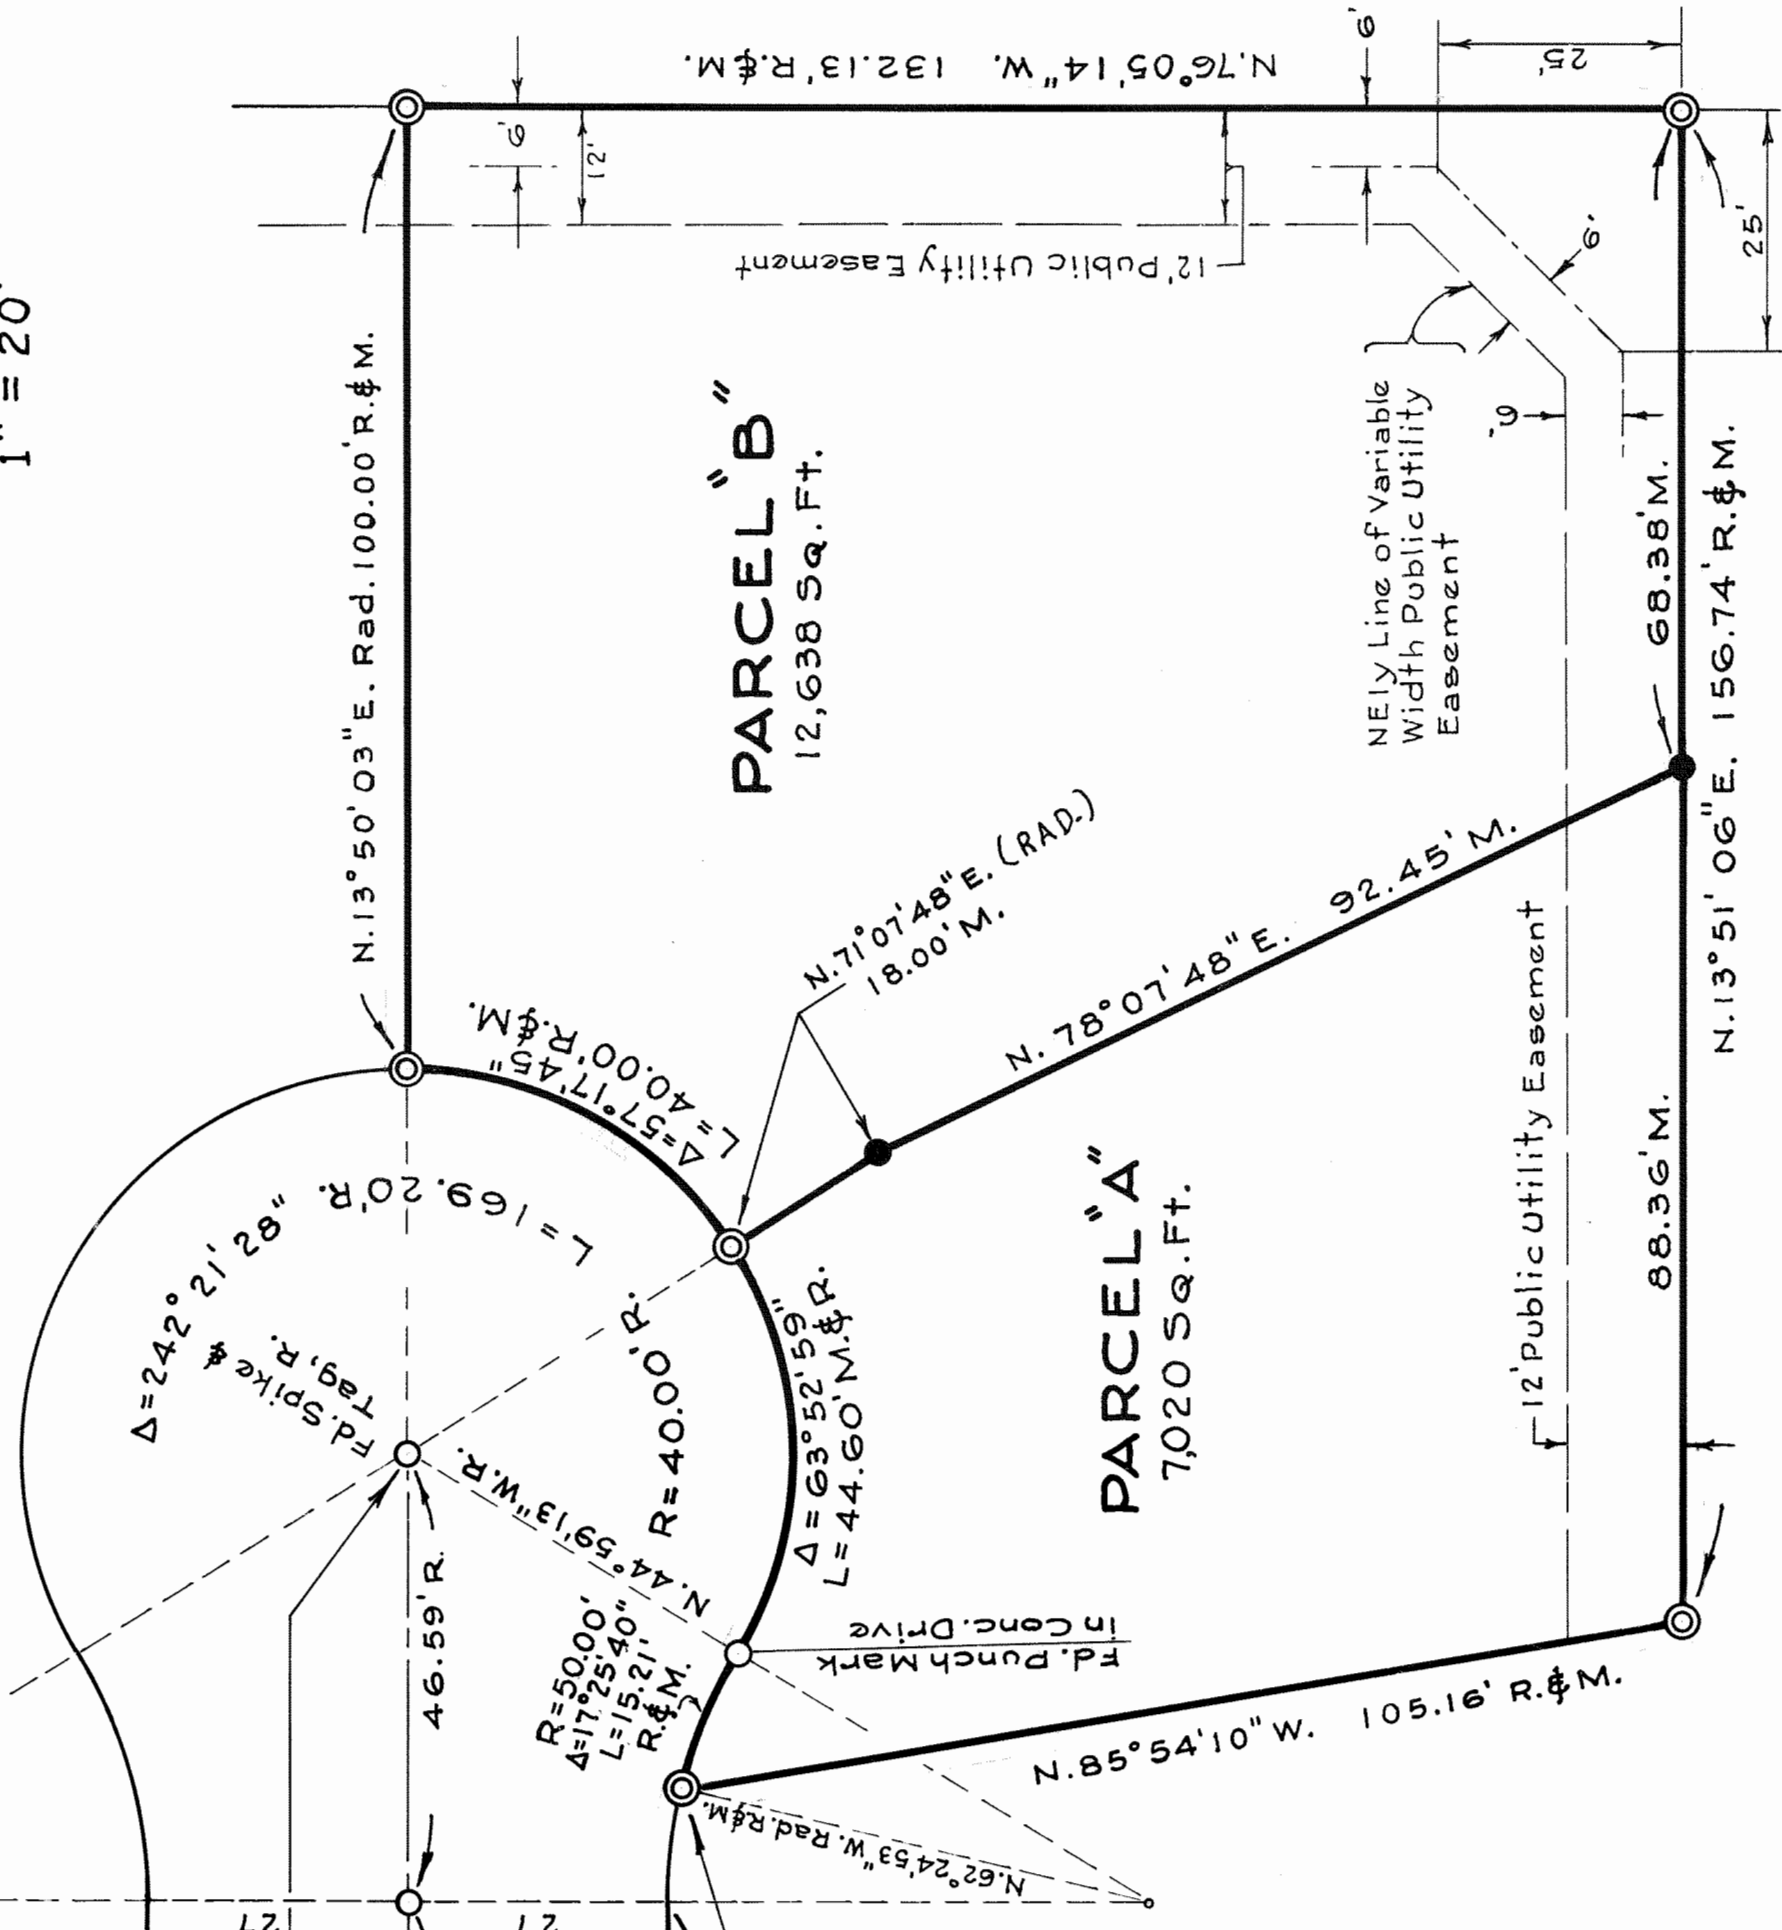 1" = 20'
N.76°05'14"W. 132.13' R.&M.
6'
12'
6'
25'
25'
12' Public Utility Easement
6'
6'
N.13°50'03"E. Rad. 100.00' R.&M.
PARCEL "B"
12,638 Sq. Ft.
NEly Line of Variable
Width Public Utility
Easement
68.38' M.
N.13°51'06"E. 156.74' R.&M.
N.71°07'48"E. (RAD.)
18.00' M.
N.78°07'48"E. 92.45' M.
Δ=57°17'45"
L=40.00' R.&M.
L=169.20' R.
Δ=242°21'28"
Fd. Spike &
Tag, R.
R=40.00' R.
Δ=63°52'59"
L=44.60' M.&R.
PARCEL "A"
7,020 Sq. Ft.
12' Public Utility Easement
88.36' M.
N.44°59'13"W. R.
46.59' R.
R=50.00'
Δ=17°25'40"
L=15.21'
R.&M.
Fd. Punch Mark
in Conc. Drive
N.85°54'10"W. 105.16' R.&M.
N.62°24'53"W. Rad. R.&M.
27
27